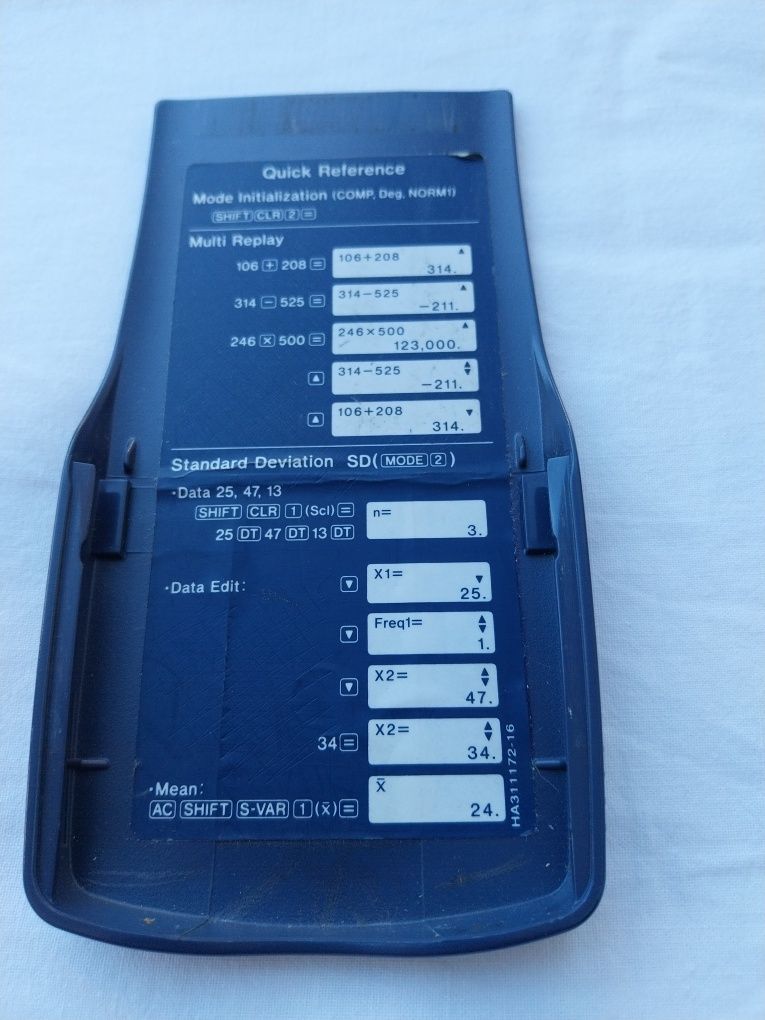 Quick Reference
Mode Initialization (COMP, Deg, NORM1)
SHIFT CLR 2 =
Multi Replay
106 + 208 = 106+208 ▲
314.
314 − 525 = 314−525 ▲
−211.
246 × 500 = 246×500 ▲
123,000.
▲ 314−525 ▲▼
−211.
▲ 106+208 ▼
314.
Standard Deviation SD( MODE 2 )
·Data 25, 47, 13
SHIFT CLR 1 (Scl) = n=
25 DT 47 DT 13 DT 3.
·Data Edit: ▼ X1= ▼
25.
▼ Freq1= ▲▼
1.
▼ X2= ▲▼
47.
34 = X2= ▲▼
34.
·Mean: x̄
AC SHIFT S-VAR 1 (x̄) = 24.
HA311172-16